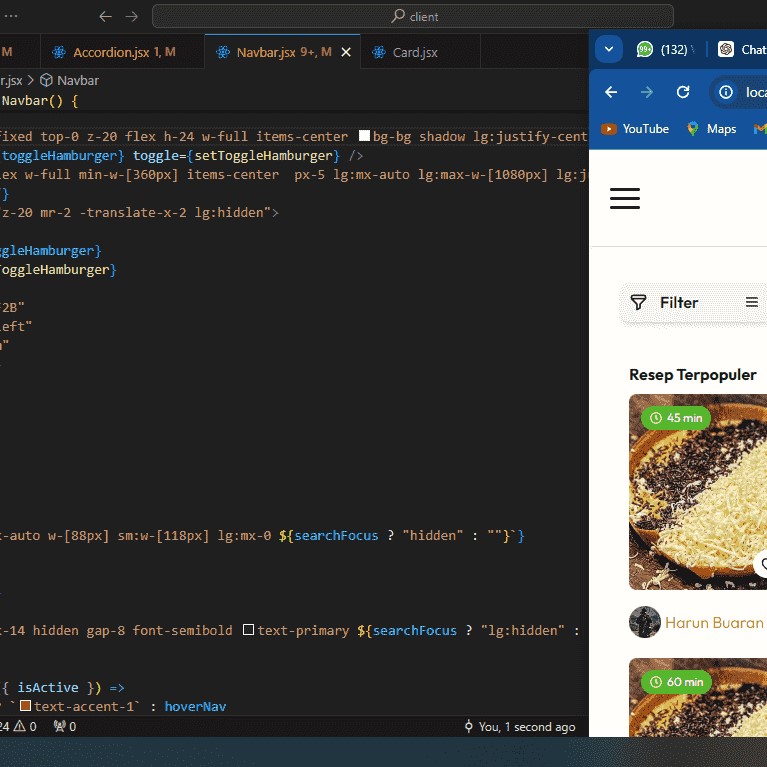 client
M
Accordion.jsx 1, M
Navbar.jsx 9+, M
Card.jsx
r.jsx > Navbar
Navbar() {
fixed top-0 z-20 flex h-24 w-full items-center bg-bg shadow lg:justify-cent
toggleHamburger} toggle={setToggleHamburger} />
ex w-full min-w-[360px] items-center px-5 lg:mx-auto lg:max-w-[1080px] lg:j
}
z-20 mr-2 -translate-x-2 lg:hidden">
ggleHamburger}
ToggleHamburger}
F2B"
eft"
"
-auto w-[88px] sm:w-[118px] lg:mx-0 ${searchFocus ? "hidden" : ""}`}
-14 hidden gap-8 font-semibold text-primary ${searchFocus ? "lg:hidden" :
{ isActive }) =>
`text-accent-1` : hoverNav
24 0 0
You, 1 second ago
99+ (132)
Chat
loca
YouTube
Maps
Filter
Resep Terpopuler
45 min
Harun Buaran
60 min